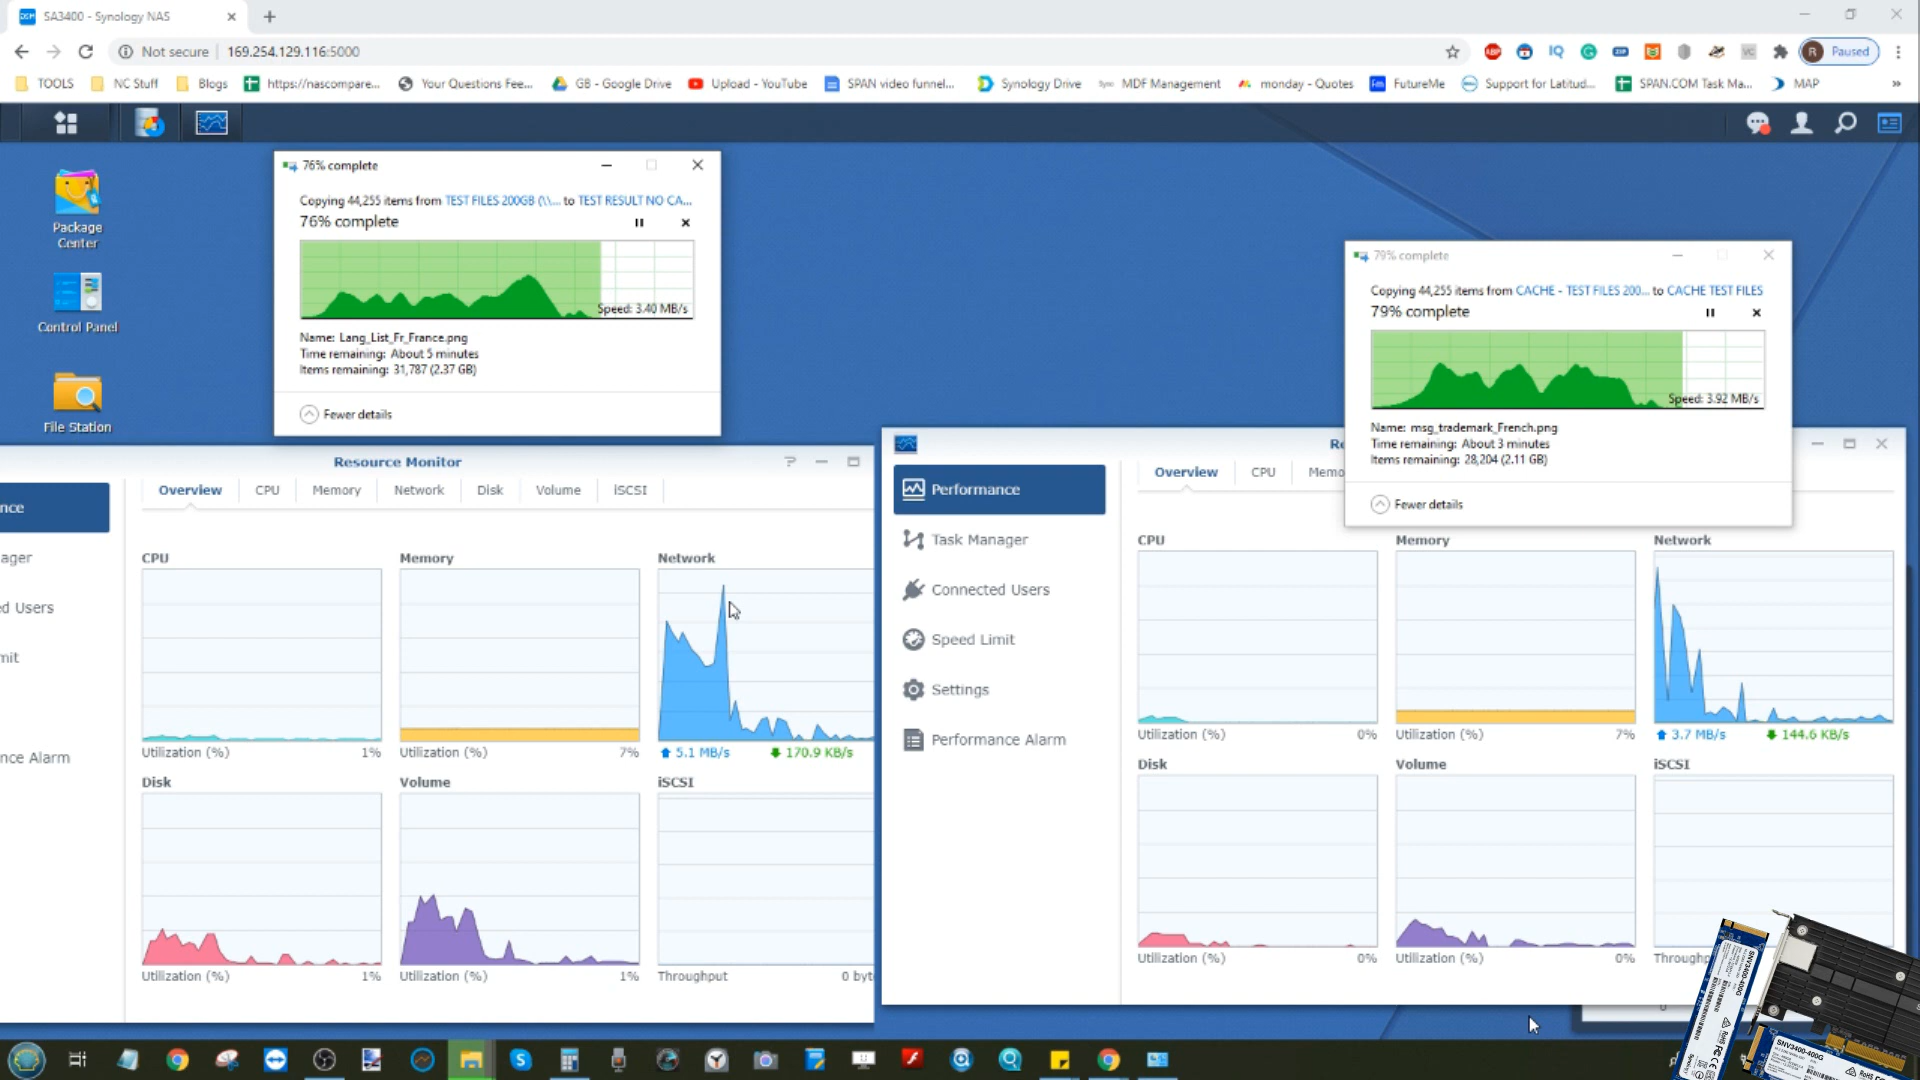 SA3400 - Synology NAS
Not secure
169.254.129.116:5000
Paused
TOOLS
NC Stuff
Blogs
https://nascompare...
Your Questions Fee...
GB - Google Drive
Upload - YouTube
SPAN video funnel...
Synology Drive
MDF Management
monday - Quotes
FutureMe
Support for Latitud...
SPAN.COM Task Ma...
MAP
»
Package
Center
Control Panel
File Station
76% complete
Copying 44,255 items from TEST FILES 200GB (\\... to TEST RESULT NO CA...
76% complete
Speed: 3.40 MB/s
Name: Lang_List_Fr_France.png
Time remaining: About 5 minutes
Items remaining: 31,787 (2.37 GB)
Fewer details
79% complete
Copying 44,255 items from CACHE - TEST FILES 200... to CACHE TEST FILES
79% complete
Speed: 3.92 MB/s
Name: msg_trademark_French.png
Time remaining: About 3 minutes
Items remaining: 28,204 (2.11 GB)
Fewer details
Resource Monitor
nce
ager
ed Users
mit
nce Alarm
Overview
CPU
Memory
Network
Disk
Volume
iSCSI
CPU
Memory
Network
Utilization (%)
1%
Utilization (%)
7%
5.1 MB/s
170.9 KB/s
Disk
Volume
iSCSI
Utilization (%)
1%
Utilization (%)
1%
Throughput
0 byt
Re
Performance
Task Manager
Connected Users
Speed Limit
Settings
Performance Alarm
Overview
CPU
Memo
CPU
Memory
Network
Utilization (%)
0%
Utilization (%)
7%
3.7 MB/s
144.6 KB/s
Disk
Volume
iSCSI
Utilization (%)
0%
Utilization (%)
0%
Throughp
SNV3400-400G
SNV3400-400G